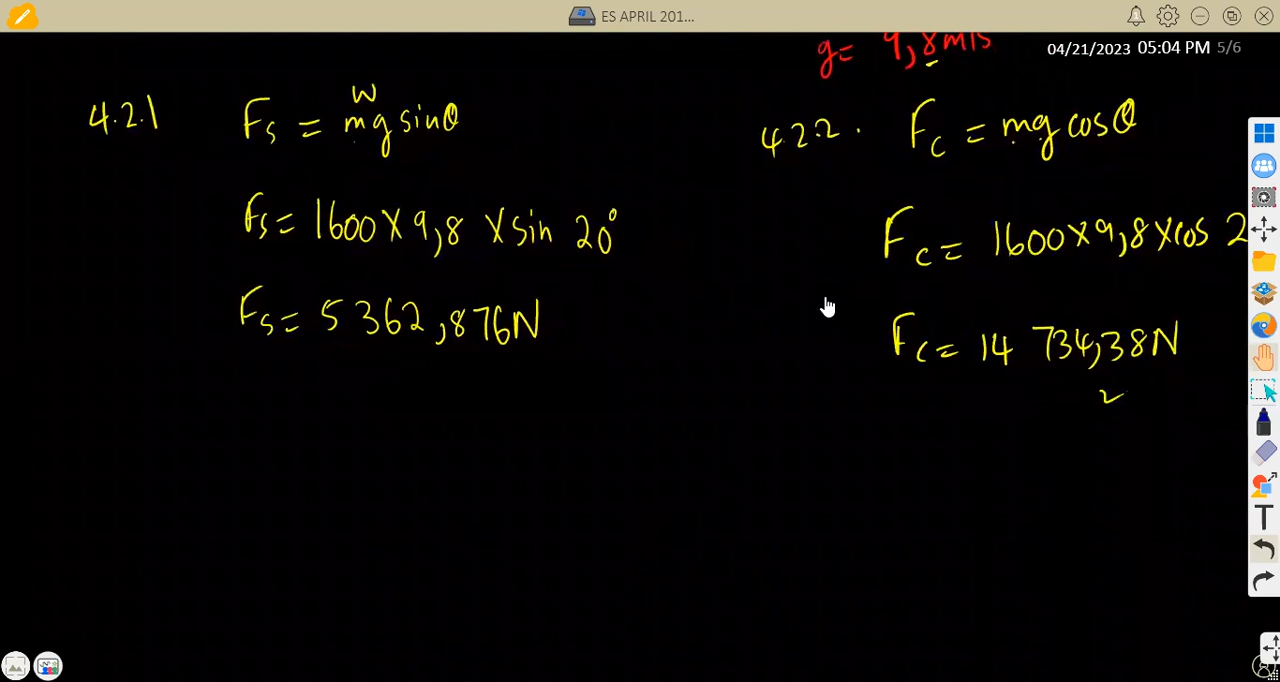 ES APRIL 201...
g= 9,8m/s
04/21/2023 05:04 PM 5/6
4.2.1
W
Fs = mg sinθ
Fs = 1600 × 9,8 × sin 20°
Fs = 5 362,876N
4.2.2.
Fc = mg cosθ
Fc = 1600 × 9,8 × cos 2
Fc = 14 734,38N
T